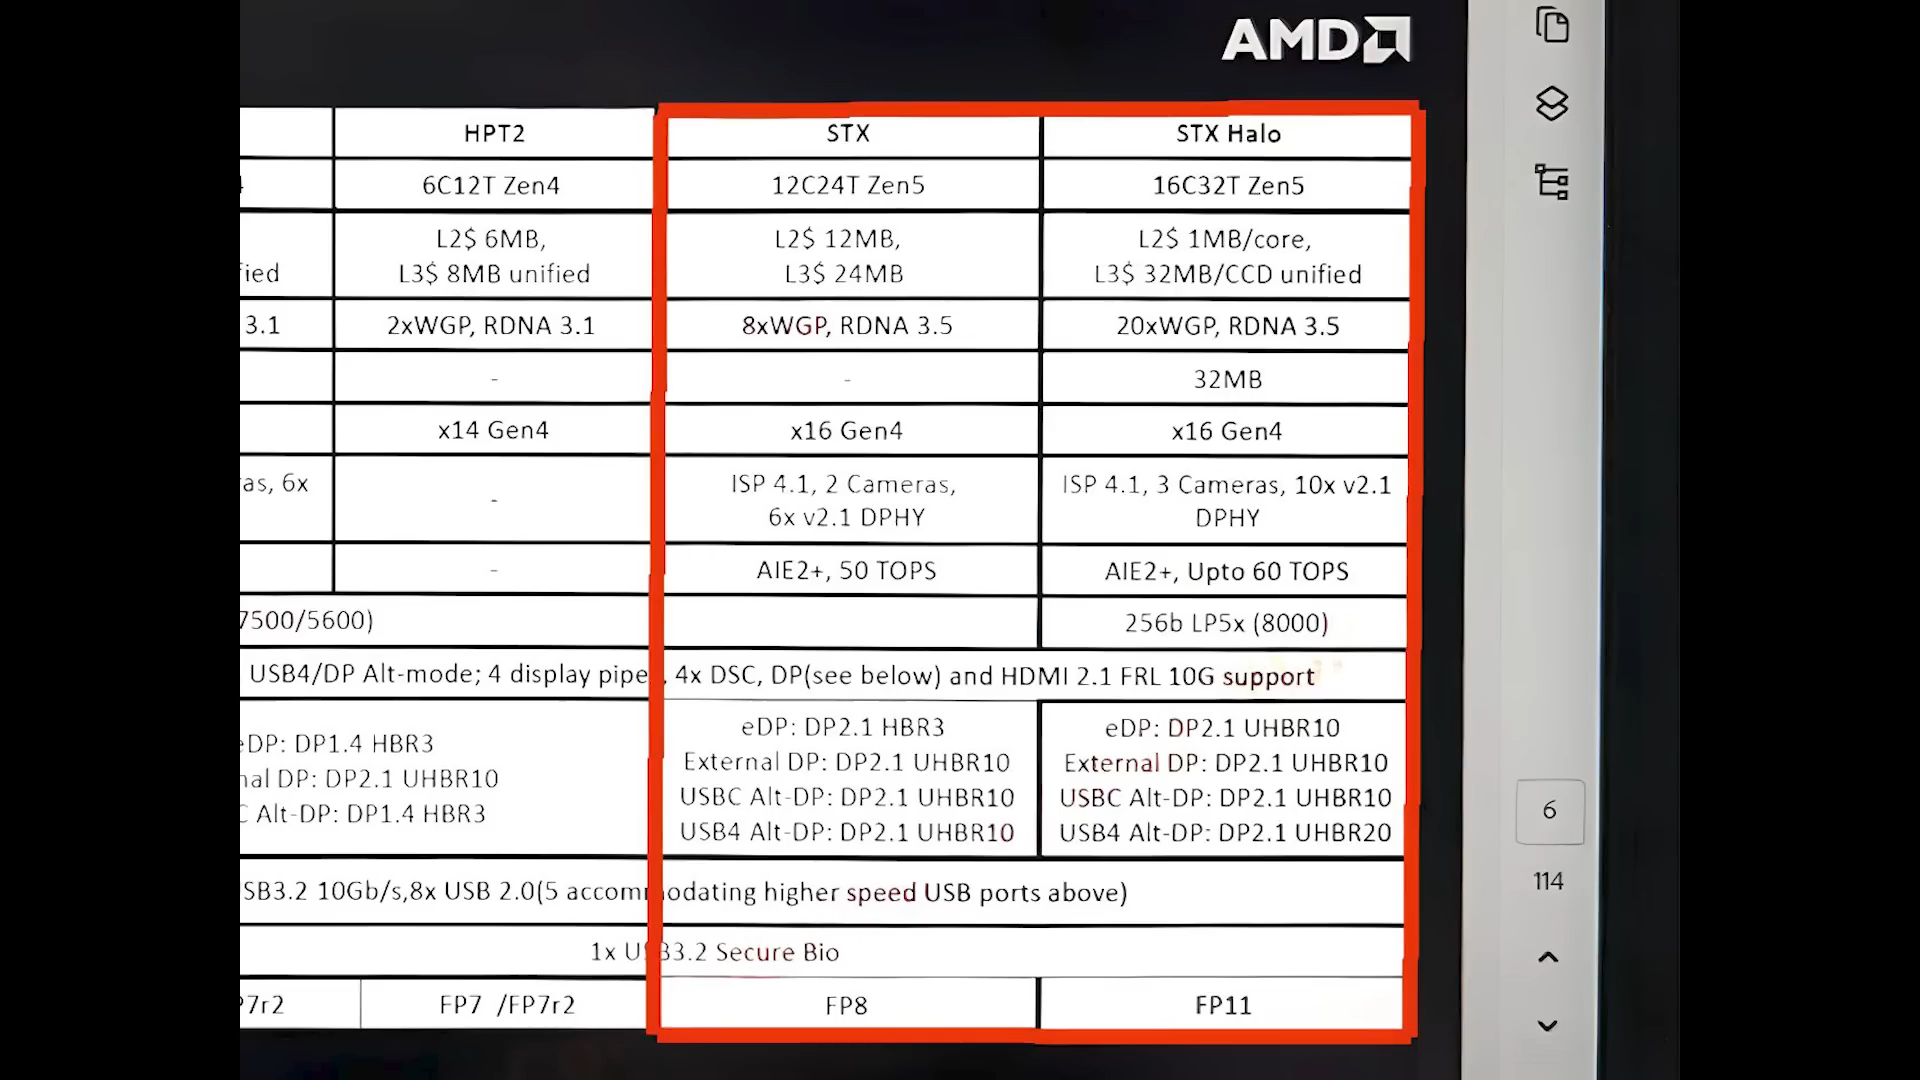 AMD
HPT2 STX STX Halo
6C12T Zen4 12C24T Zen5 16C32T Zen5
L2$ 6MB, L2$ 12MB, L2$ 1MB/core,
fied L3$ 8MB unified L3$ 24MB L3$ 32MB/CCD unified
3.1 2xWGP, RDNA 3.1 8xWGP, RDNA 3.5 20xWGP, RDNA 3.5
- - 32MB
x14 Gen4 x16 Gen4 x16 Gen4
as, 6x - ISP 4.1, 2 Cameras, ISP 4.1, 3 Cameras, 10x v2.1
6x v2.1 DPHY DPHY
- AIE2+, 50 TOPS AIE2+, Upto 60 TOPS
7500/5600) 256b LP5x (8000)
USB4/DP Alt-mode; 4 display pipe, 4x DSC, DP(see below) and HDMI 2.1 FRL 10G support
eDP: DP1.4 HBR3 eDP: DP2.1 HBR3 eDP: DP2.1 UHBR10
nal DP: DP2.1 UHBR10 External DP: DP2.1 UHBR10 External DP: DP2.1 UHBR10
C Alt-DP: DP1.4 HBR3 USBC Alt-DP: DP2.1 UHBR10 USBC Alt-DP: DP2.1 UHBR10
USB4 Alt-DP: DP2.1 UHBR10 USB4 Alt-DP: DP2.1 UHBR20
SB3.2 10Gb/s,8x USB 2.0(5 accommodating higher speed USB ports above)
1x USB3.2 Secure Bio
7r2 FP7 /FP7r2 FP8 FP11
6
114